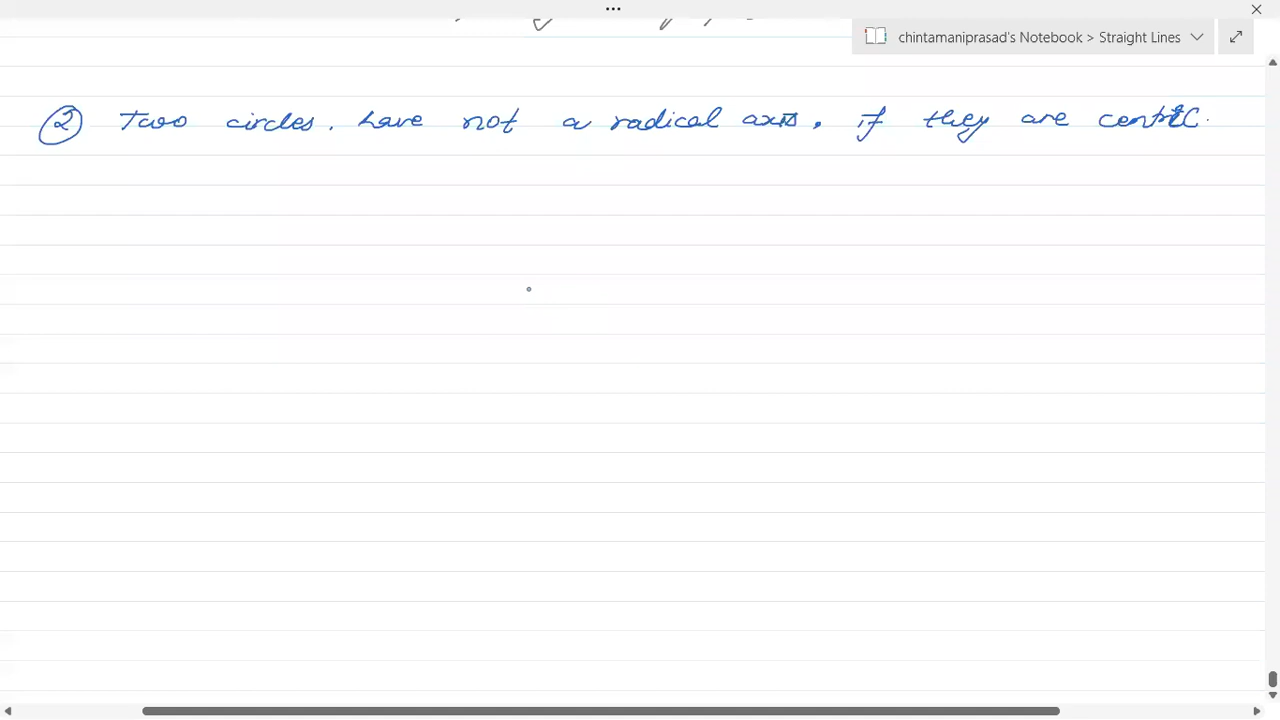 chintamaniprasad's Notebook > Straight Lines
② Two circles. have not a radical axis. if they are centric.